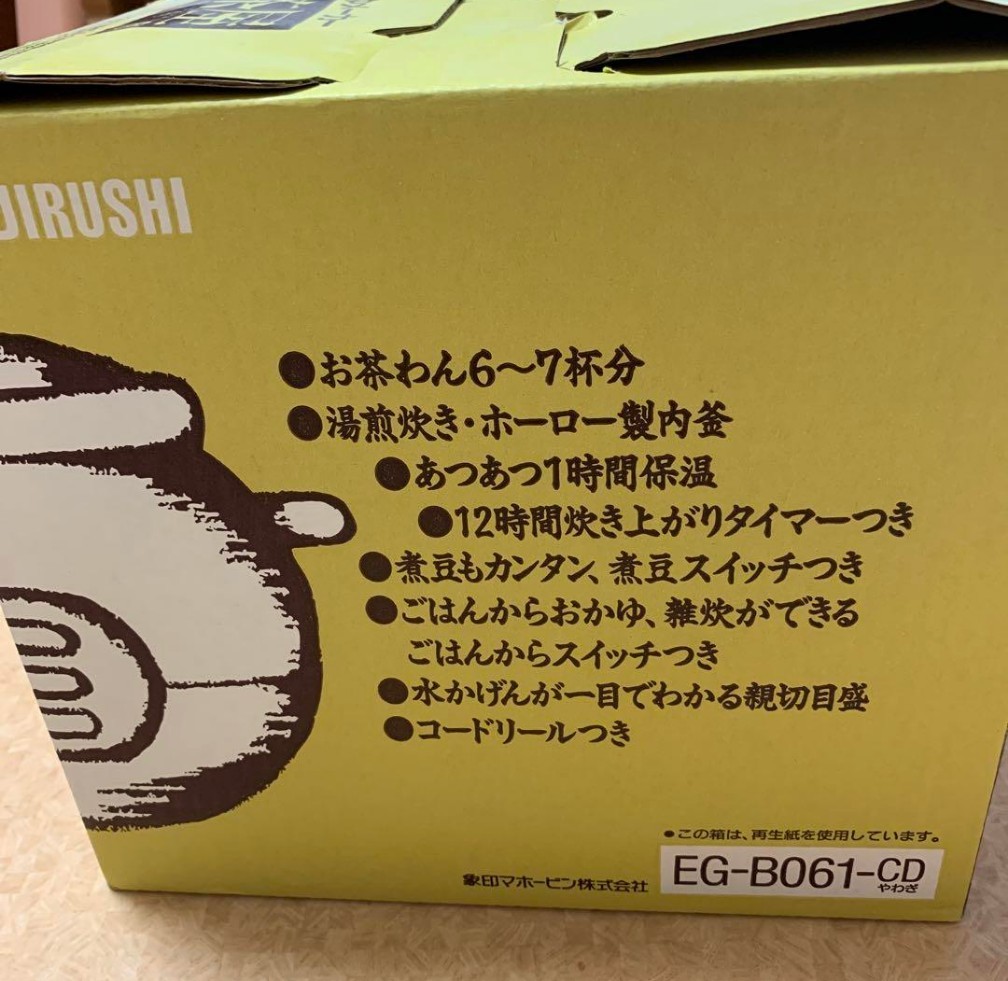 JIRUSHI
●お茶わん6〜7杯分
●湯煎炊き・ホーロー製内釜
●あつあつ1時間保温
●12時間炊き上がりタイマーつき
●煮豆もカンタン、煮豆スイッチつき
●ごはんからおかゆ、雑炊ができる
ごはんからスイッチつき
●水かげんが一目でわかる親切目盛
●コードリールつき
●この箱は、再生紙を使用しています。
象印マホービン株式会社
EG-B061-CD
やわぎ